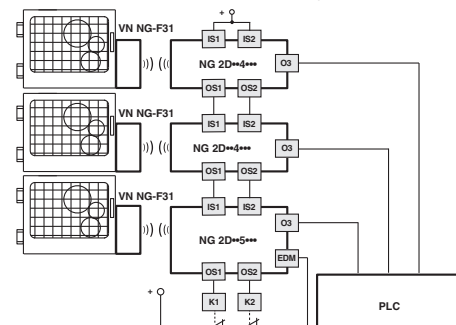 +
VN NG-F31
IS1 IS2
NG 2D••4•••
O3
OS1 OS2
VN NG-F31
IS1 IS2
NG 2D••4•••
O3
OS1 OS2
VN NG-F31
IS1 IS2
O3
NG 2D••5•••
EDM
OS1 OS2
+
K1 K2
PLC